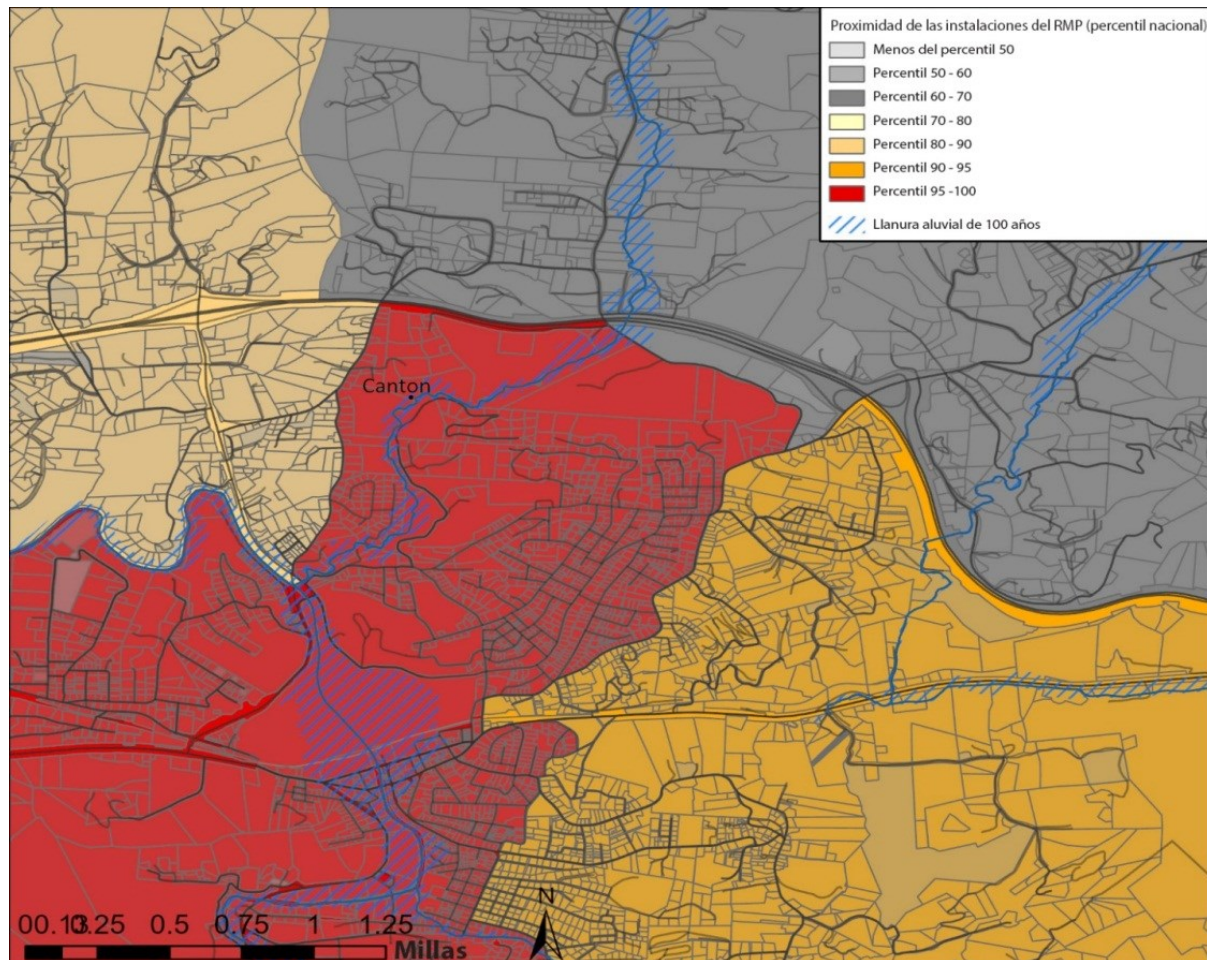 Proximidad de las instalaciones del RMP (percentil nacional)
Menos del percentil 50
Percentil 50 - 60
Percentil 60 - 70
Percentil 70 - 80
Percentil 80 - 90
Percentil 90 - 95
Percentil 95 -100
Llanura aluvial de 100 años
Canton
N
00.13 0.25 0.5 0.75 1 1.25
Millas